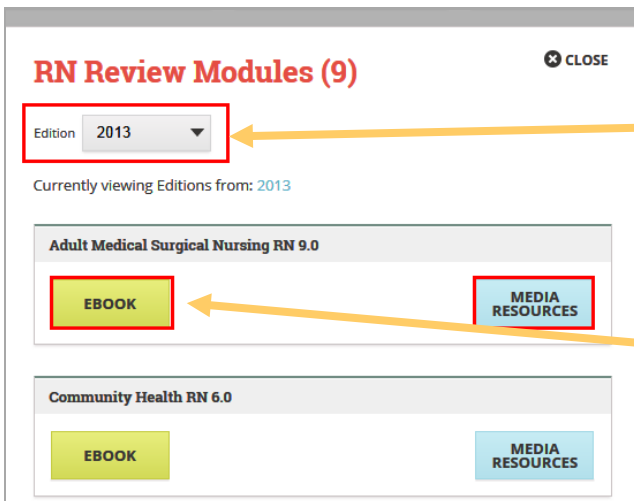 RN Review Modules (9)
CLOSE
Edition 2013
Currently viewing Editions from: 2013
Adult Medical Surgical Nursing RN 9.0
EBOOK
MEDIA
RESOURCES
Community Health RN 6.0
EBOOK
MEDIA
RESOURCES